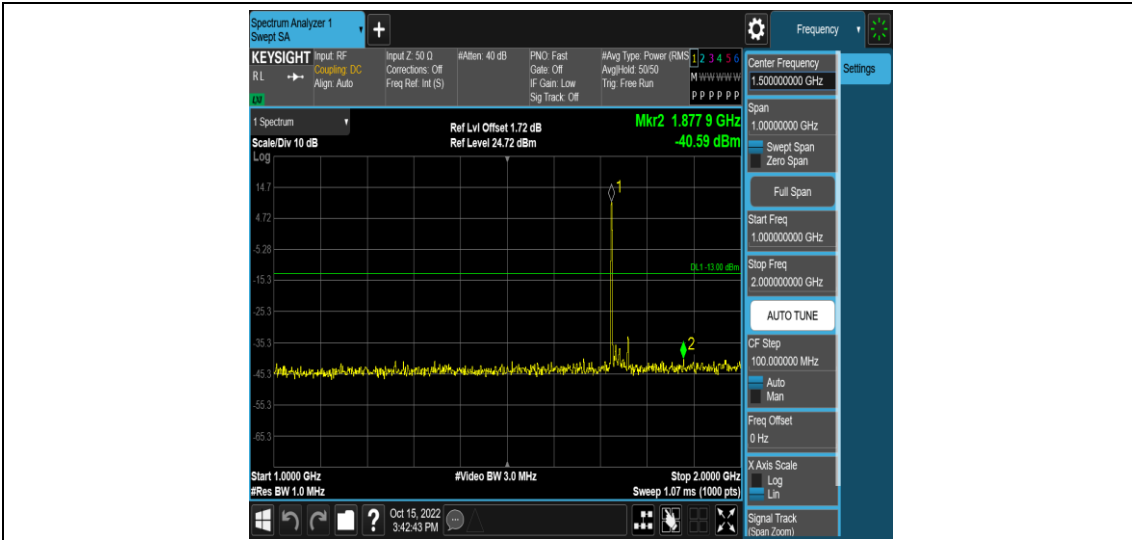 Spectrum Analyzer 1
Swept SA
+
Frequency
KEYSIGHT
RL
LXI
Input: RF
Coupling: DC
Align: Auto
Input Z: 50 Ω
Corrections: Off
Freq Ref: Int (S)
#Atten: 40 dB
PNO: Fast
Gate: Off
IF Gain: Low
Sig Track: Off
#Avg Type: Power (RMS
Avg|Hold: 50/50
Trig: Free Run
1 2 3 4 5 6
M W W W W W
P P P P P P
1 Spectrum
Scale/Div 10 dB
Log
Ref Lvl Offset 1.72 dB
Ref Level 24.72 dBm
Mkr2 1.877 9 GHz
-40.59 dBm
14.7
4.72
-5.28
-15.3
-25.3
-35.3
-45.3
-55.3
-65.3
1
DL1 -13.00 dBm
2
Start 1.0000 GHz
#Res BW 1.0 MHz
#Video BW 3.0 MHz
Stop 2.0000 GHz
Sweep 1.07 ms (1000 pts)
?
Oct 15, 2022
3:42:43 PM
Center Frequency
1.500000000 GHz
Span
1.00000000 GHz
Swept Span
Zero Span
Full Span
Start Freq
1.000000000 GHz
Stop Freq
2.000000000 GHz
AUTO TUNE
CF Step
100.000000 MHz
Auto
Man
Freq Offset
0 Hz
X Axis Scale
Log
Lin
Signal Track
(Span Zoom)
Settings